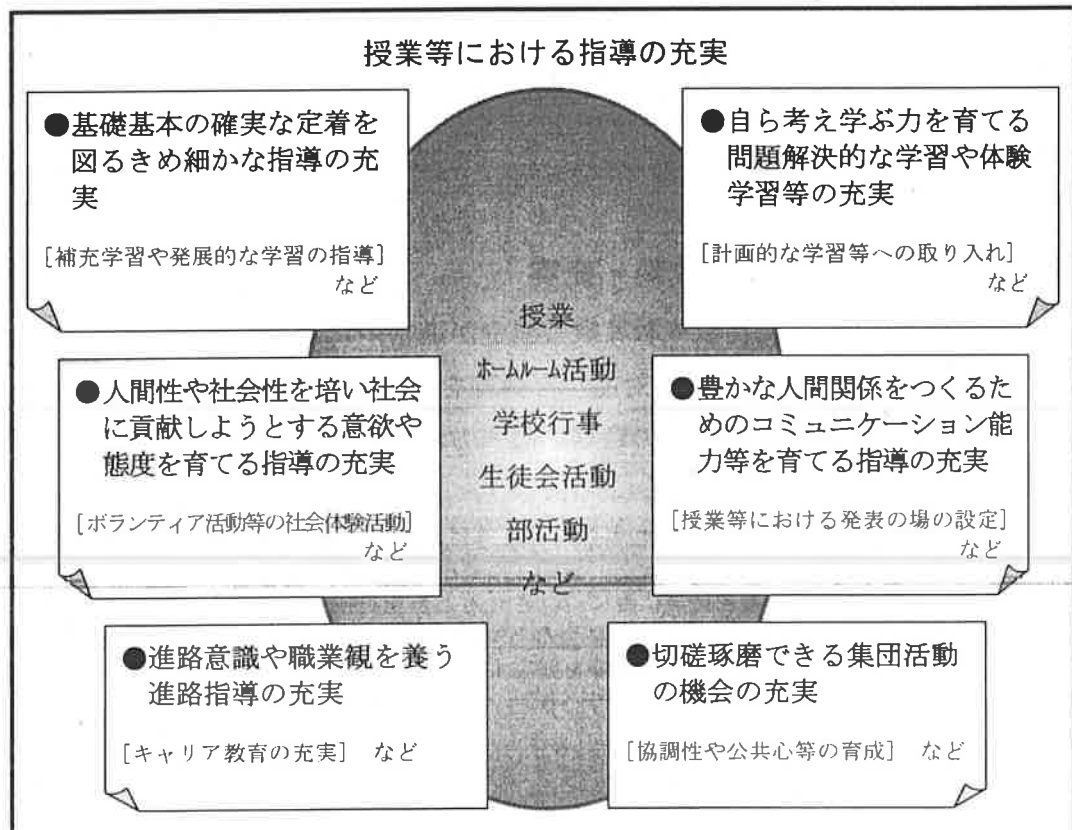 授業等における指導の充実
●基礎基本の確実な定着を
図るきめ細かな指導の充
実
[補充学習や発展的な学習の指導]
など
●自ら考え学ぶ力を育てる
問題解決的な学習や体験
学習等の充実
[計画的な学習等への取り入れ]
など
授業
ホームルーム活動
学校行事
生徒会活動
部活動
など
●人間性や社会性を培い社会
に貢献しようとする意欲や
態度を育てる指導の充実
[ボランティア活動等の社会体験活動]
など
●豊かな人間関係をつくるた
めのコミュニケーション能
力等を育てる指導の充実
[授業等における発表の場の設定]
など
●進路意識や職業観を養う
進路指導の充実
[キャリア教育の充実] など
●切磋琢磨できる集団活動
の機会の充実
[協調性や公共心等の育成] など